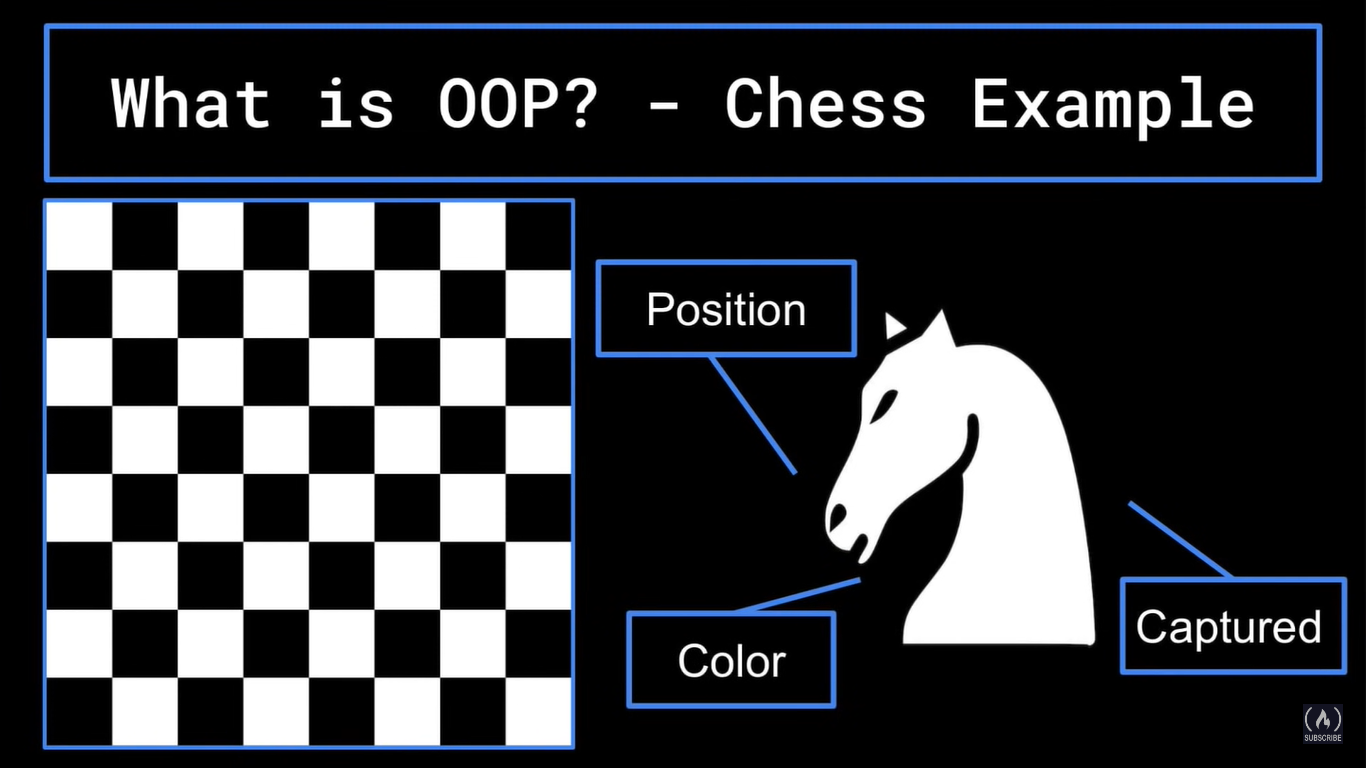 What is OOP? - Chess Example
Position
Color
Captured
SUBSCRIBE